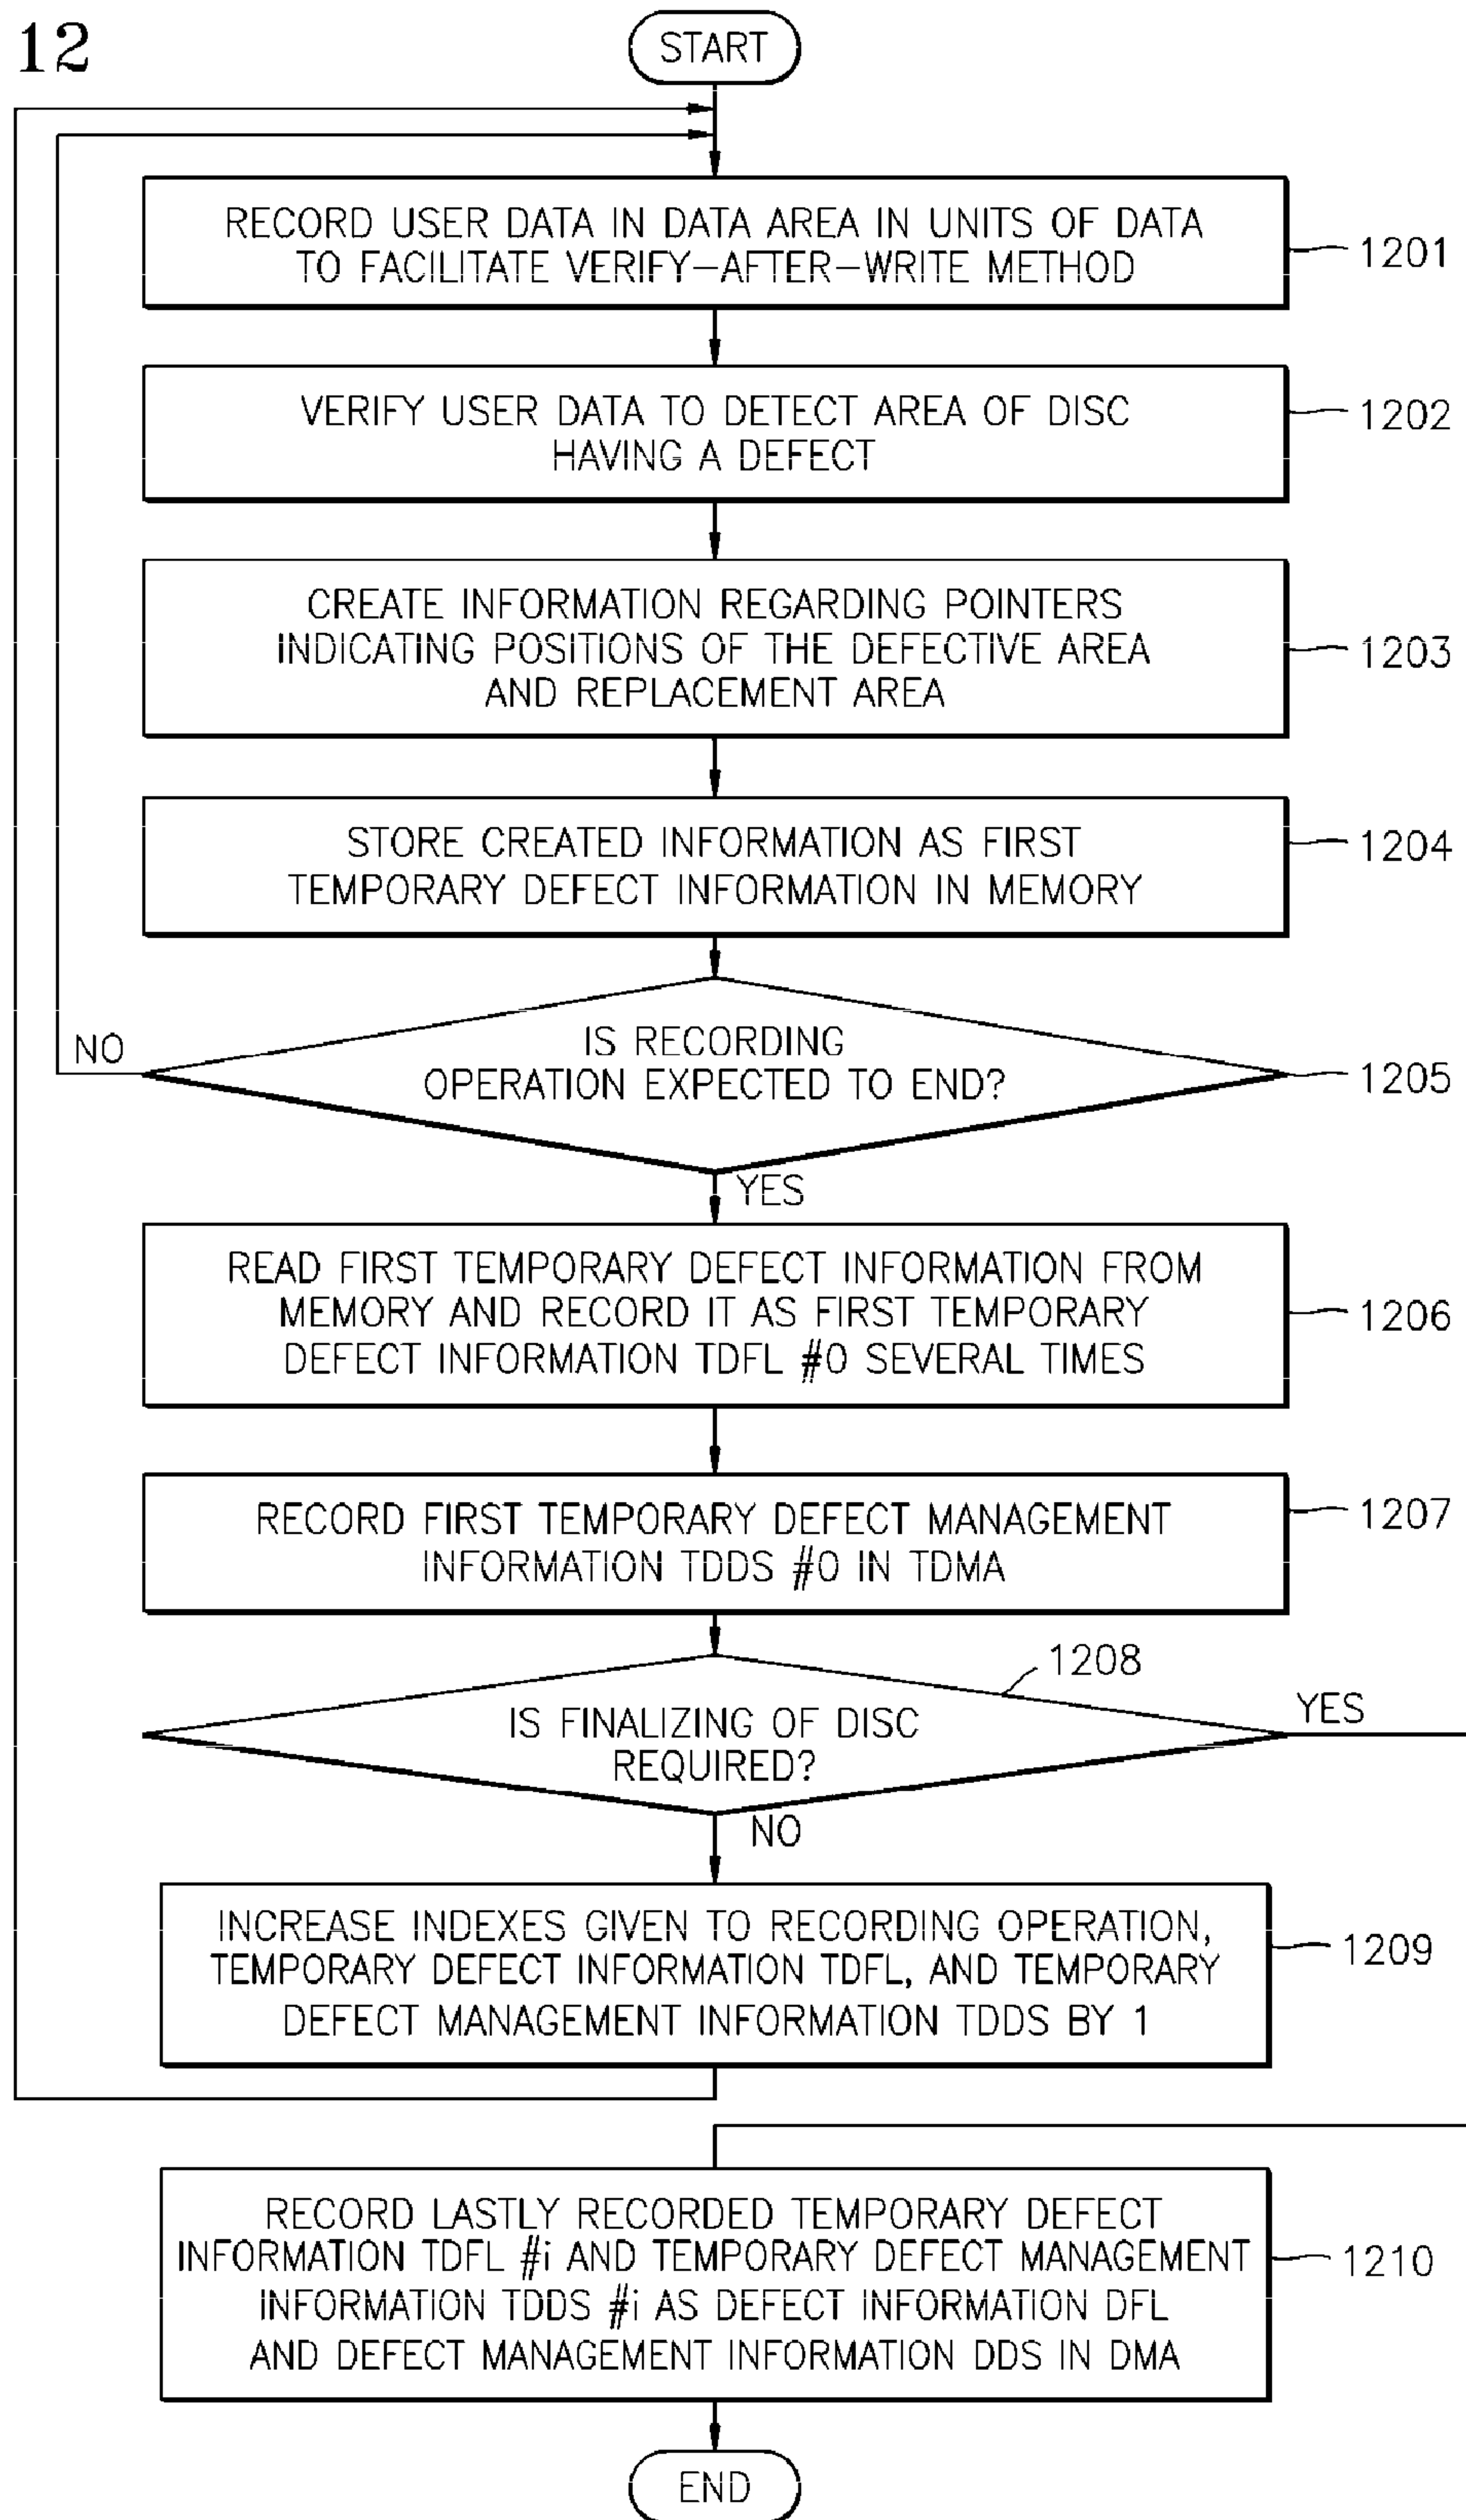 12
START
RECORD USER DATA IN DATA AREA IN UNITS OF DATA
TO FACILITATE VERIFY-AFTER-WRITE METHOD
1201
VERIFY USER DATA TO DETECT AREA OF DISC
HAVING A DEFECT
1202
CREATE INFORMATION REGARDING POINTERS
INDICATING POSITIONS OF THE DEFECTIVE AREA
AND REPLACEMENT AREA
1203
STORE CREATED INFORMATION AS FIRST
TEMPORARY DEFECT INFORMATION IN MEMORY
1204
NO
IS RECORDING
OPERATION EXPECTED TO END?
1205
YES
READ FIRST TEMPORARY DEFECT INFORMATION FROM
MEMORY AND RECORD IT AS FIRST TEMPORARY
DEFECT INFORMATION TDFL #0 SEVERAL TIMES
1206
RECORD FIRST TEMPORARY DEFECT MANAGEMENT
INFORMATION TDDS #0 IN TDMA
1207
1208
IS FINALIZING OF DISC
REQUIRED?
YES
NO
INCREASE INDEXES GIVEN TO RECORDING OPERATION,
TEMPORARY DEFECT INFORMATION TDFL, AND TEMPORARY
DEFECT MANAGEMENT INFORMATION TDDS BY 1
1209
RECORD LASTLY RECORDED TEMPORARY DEFECT
INFORMATION TDFL #i AND TEMPORARY DEFECT MANAGEMENT
INFORMATION TDDS #i AS DEFECT INFORMATION DFL
AND DEFECT MANAGEMENT INFORMATION DDS IN DMA
1210
END